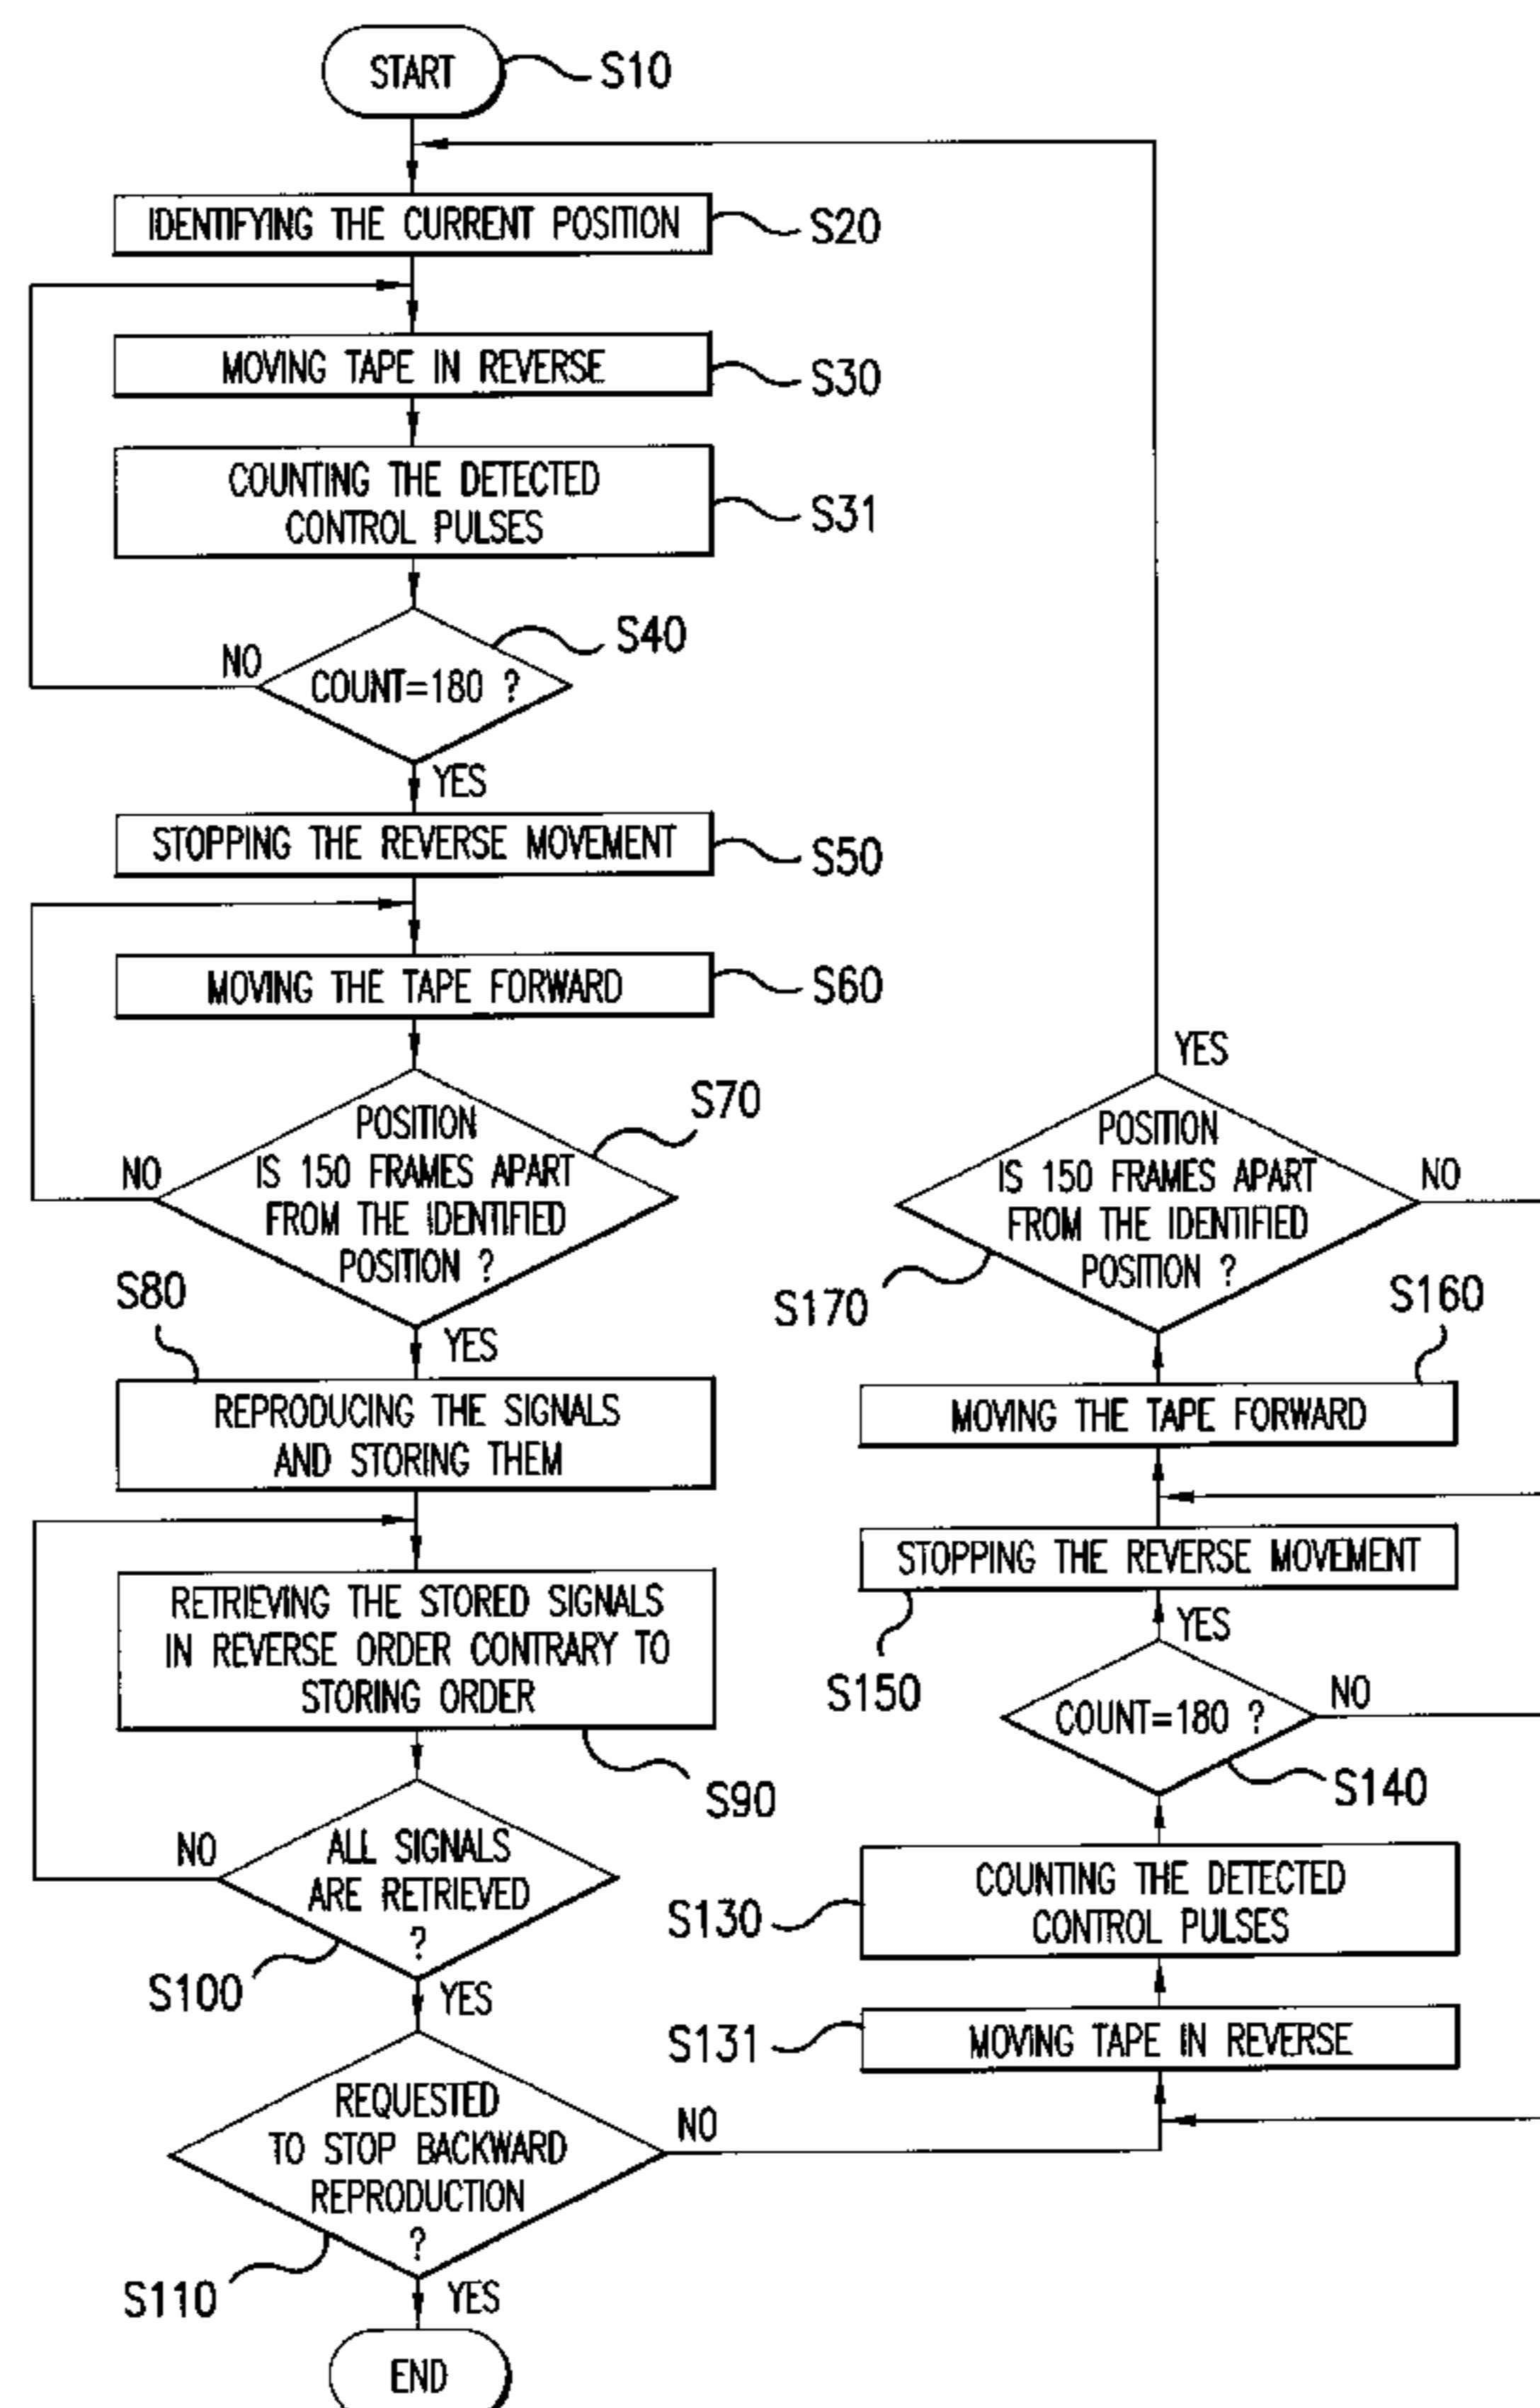 START
S10
IDENTIFYING THE CURRENT POSITION
S20
MOVING TAPE IN REVERSE
S30
COUNTING THE DETECTED
CONTROL PULSES
S31
S40
NO
COUNT=180 ?
YES
STOPPING THE REVERSE MOVEMENT
S50
MOVING THE TAPE FORWARD
S60
S70
POSITION
IS 150 FRAMES APART
FROM THE IDENTIFIED
POSITION ?
NO
YES
S80
REPRODUCING THE SIGNALS
AND STORING THEM
RETRIEVING THE STORED SIGNALS
IN REVERSE ORDER CONTRARY TO
STORING ORDER
S90
NO
ALL SIGNALS
ARE RETRIEVED
?
S100
YES
REQUESTED
TO STOP BACKWARD
REPRODUCTION
?
NO
S110
YES
END
YES
POSITION
IS 150 FRAMES APART
FROM THE IDENTIFIED
POSITION ?
NO
S170
S160
MOVING THE TAPE FORWARD
STOPPING THE REVERSE MOVEMENT
S150
YES
COUNT=180 ?
NO
S140
COUNTING THE DETECTED
CONTROL PULSES
S130
MOVING TAPE IN REVERSE
S131